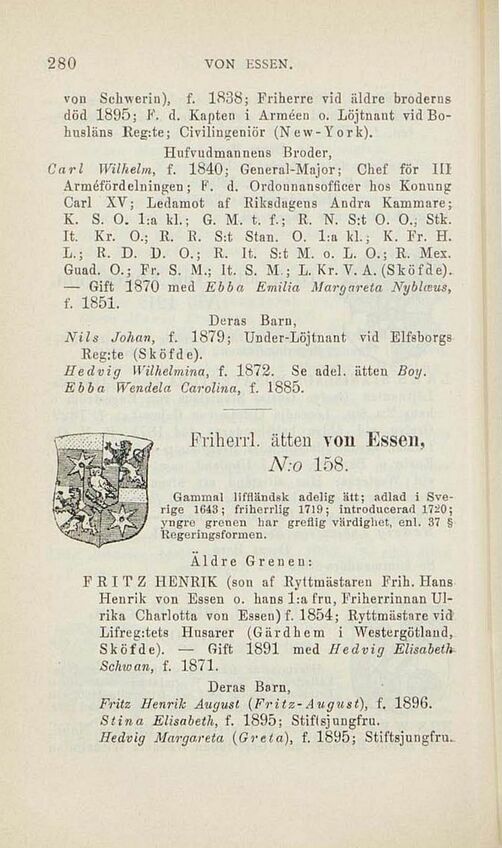 280 VON ESSEN.
von Schwerin), f. 1838; Friherre vid äldre broderns
död 1895; F. d. Kapten i Arméen o. Löjtnant vid Bo-
husläns Reg:te; Civilingeniör (New-York).
Hufvudmannens Broder,
Carl Wilhelm, f. 1840; General-Major; Chef för III
Arméfördelningen; F. d. Ordonnansofficer hos Konung
Carl XV; Ledamot af Riksdagens Andra Kammare;
K. S. O. 1:a kl.; G. M. t. f.; R. N. S:t O. O.; Stk.
It. Kr. O.; R. R. S:t Stan. O. 1:a kl.; K. Fr. H.
L.; R. D. D. O.; R. It. S:t M. o. L. O.; R. Mex.
Guad. O.; Fr. S. M.; It. S. M.; L. Kr. V. A. (Sköfde).
— Gift 1870 med Ebba Emilia Margareta Nyblæus,
f. 1851.
Deras Barn,
Nils Johan, f. 1879; Under-Löjtnant vid Elfsborgs
Reg:te (Sköfde).
Hedvig Wilhelmina, f. 1872. Se adel. ätten Boy.
Ebba Wendela Carolina, f. 1885.
Friherrl. ätten von Essen,
N:o 158.
Gammal liffländsk adelig ätt; adlad i Sve-
rige 1643; friherrlig 1719; introducerad 1720;
yngre grenen har greflig värdighet, enl. 37 §
Regeringsformen.
Äldre Grenen:
FRITZ HENRIK (son af Ryttmästaren Frih. Hans
Henrik von Essen o. hans 1:a fru, Friherrinnan Ul-
rika Charlotta von Essen) f. 1854; Ryttmästare vid
Lifreg:tets Husarer (Gärdhem i Westergötland,
Sköfde). — Gift 1891 med Hedvig Elisabeth
Schwan, f. 1871.
Deras Barn,
Fritz Henrik August (Fritz-August), f. 1896.
Stina Elisabeth, f. 1895; Stiftsjungfru.
Hedvig Margareta (Greta), f. 1895; Stiftsjungfru.